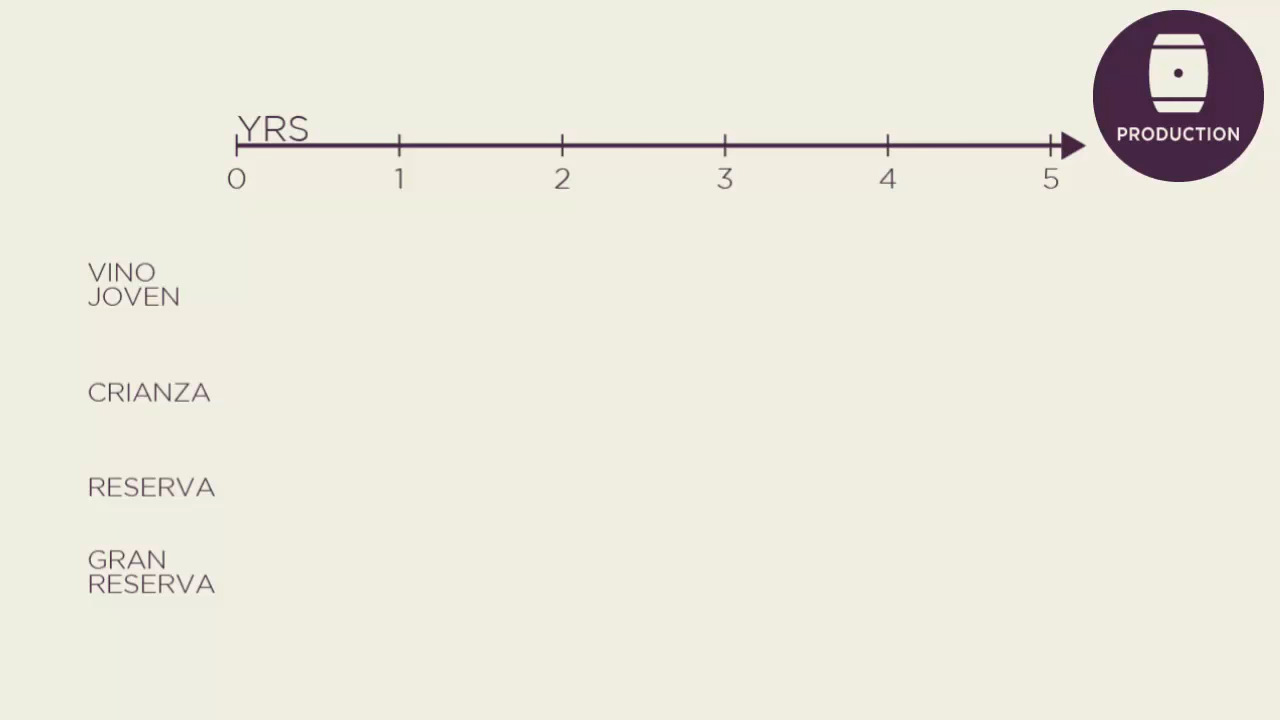 YRS
0 1 2 3 4 5
PRODUCTION
VINO
JOVEN
CRIANZA
RESERVA
GRAN
RESERVA